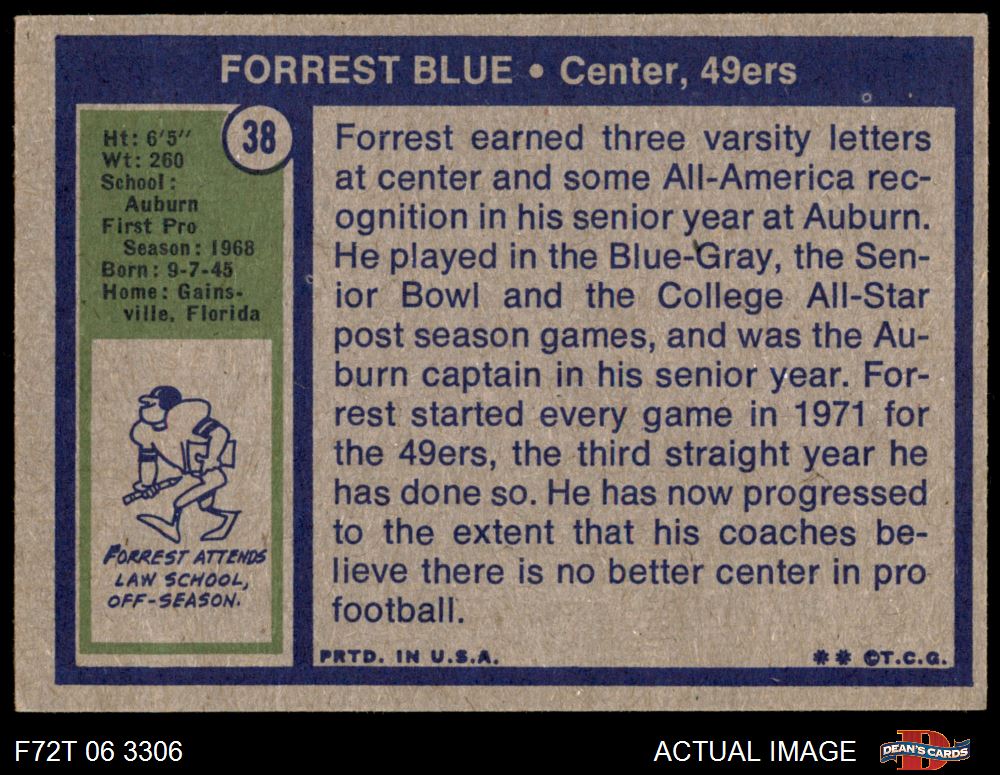 FORREST BLUE • Center, 49ers
38
Ht: 6'5"
Wt: 260
School:
Auburn
First Pro
Season: 1968
Born: 9-7-45
Home: Gains-
ville, Florida
FORREST ATTENDS
LAW SCHOOL,
OFF-SEASON.
Forrest earned three varsity letters
at center and some All-America rec-
ognition in his senior year at Auburn.
He played in the Blue-Gray, the Sen-
ior Bowl and the College All-Star
post season games, and was the Au-
burn captain in his senior year. For-
rest started every game in 1971 for
the 49ers, the third straight year he
has done so. He has now progressed
to the extent that his coaches be-
lieve there is no better center in pro
football.
PRTD. IN U.S.A.
** ©T.C.G.
F72T 06 3306
ACTUAL IMAGE
D
DEAN'S CARDS